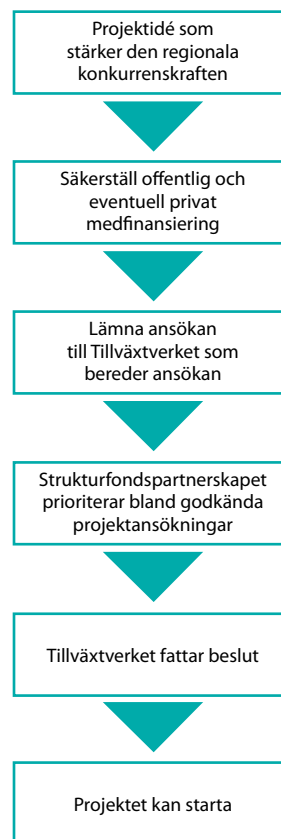 Projektidé som
stärker den regionala
konkurrenskraften
Säkerställ offentlig och
eventuell privat
medfinansiering
Lämna ansökan
till Tillväxtverket som
bereder ansökan
Strukturfondspartnerskapet
prioriterar bland godkända
projektansökningar
Tillväxtverket fattar beslut
Projektet kan starta